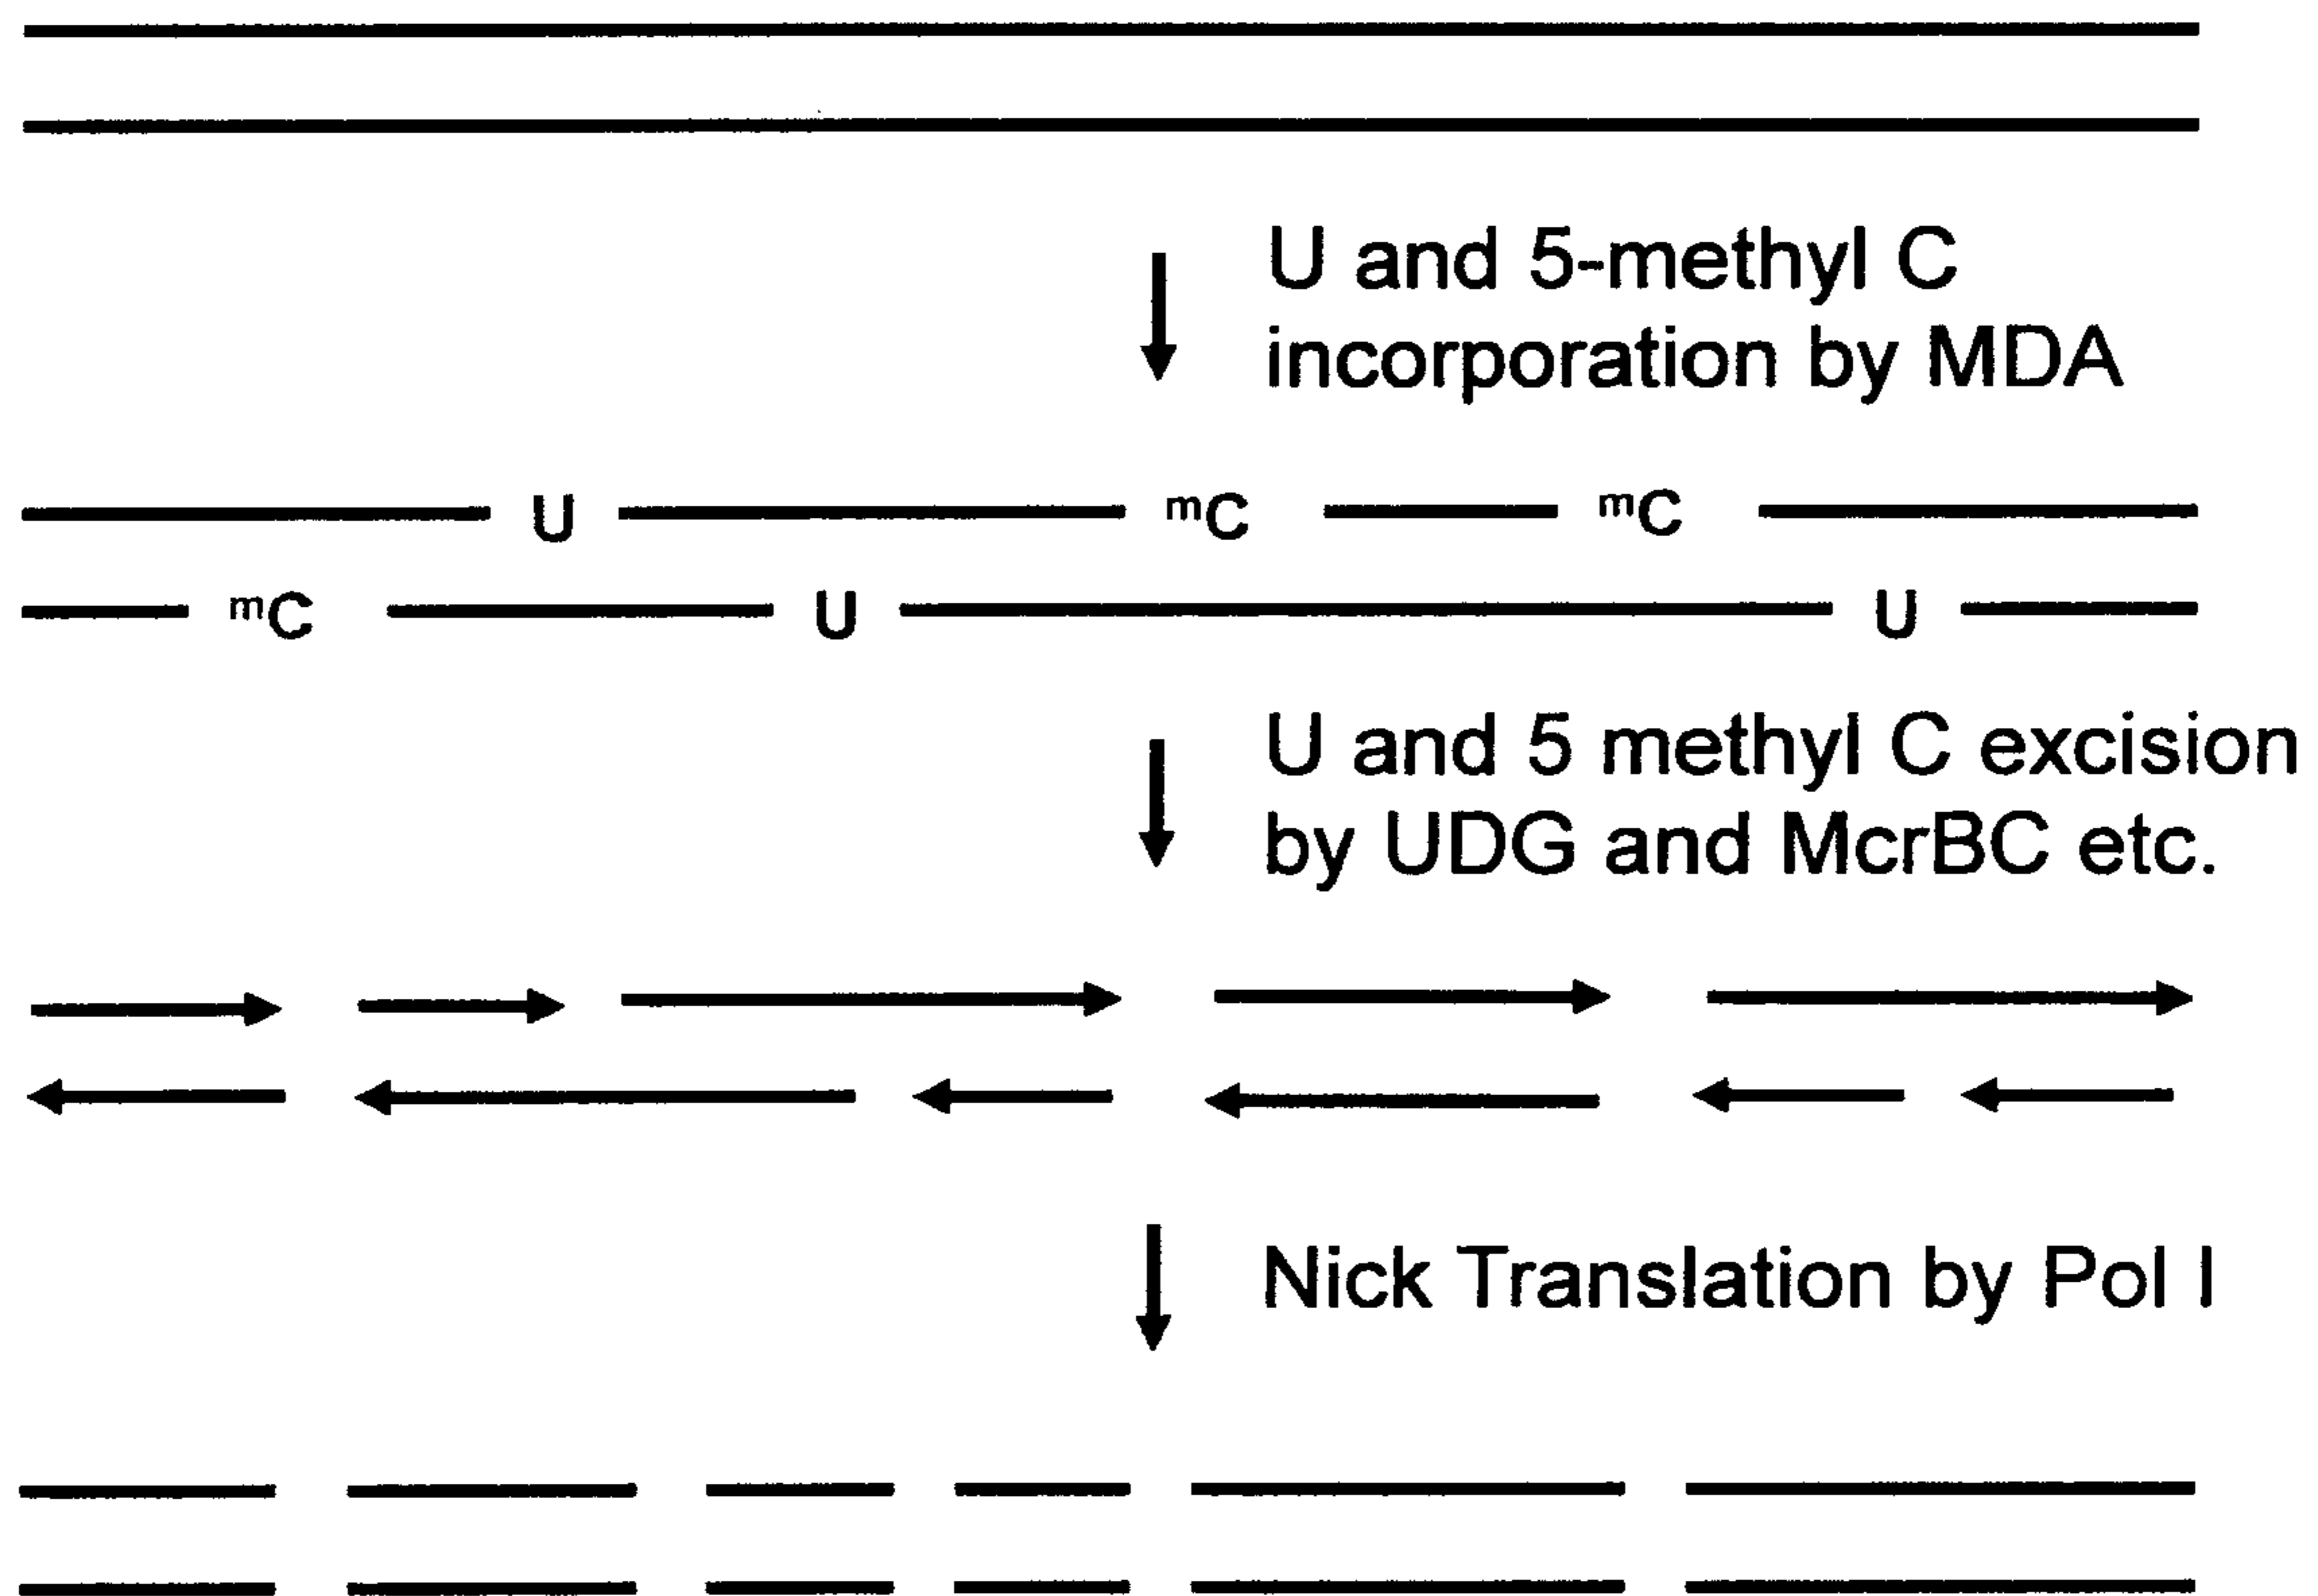 U and 5-methyl C
incorporation by MDA
U mC mC
mC U U
U and 5 methyl C excision
by UDG and McrBC etc.
Nick Translation by Pol I